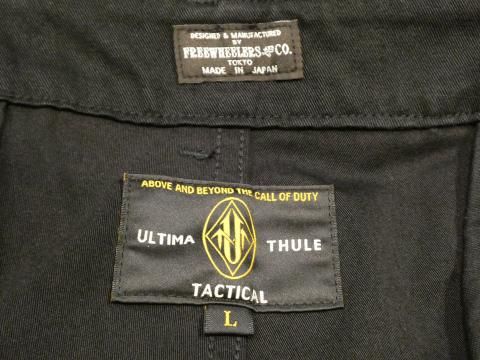 DESIGNED & MANUFACTURED
BY
FREEWHEELERS AND CO.
TOKYO
MADE IN JAPAN
ABOVE AND BEYOND THE CALL OF DUTY
UT
ULTIMA THULE
TACTICAL
L